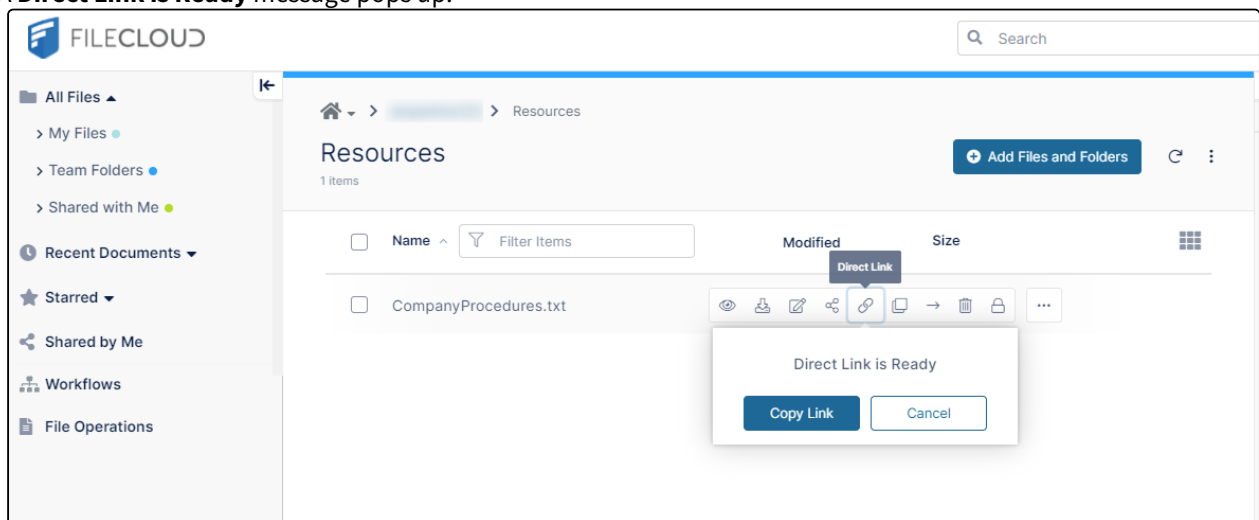 Direct Link is Ready message pops up.
FILECLOUD
Search
All Files
My Files
Team Folders
Shared with Me
Recent Documents
Starred
Shared by Me
Workflows
File Operations
> > Resources
Resources
1 items
Add Files and Folders
Name Filter Items Modified Size
Direct Link
CompanyProcedures.txt
Direct Link is Ready
Copy Link Cancel